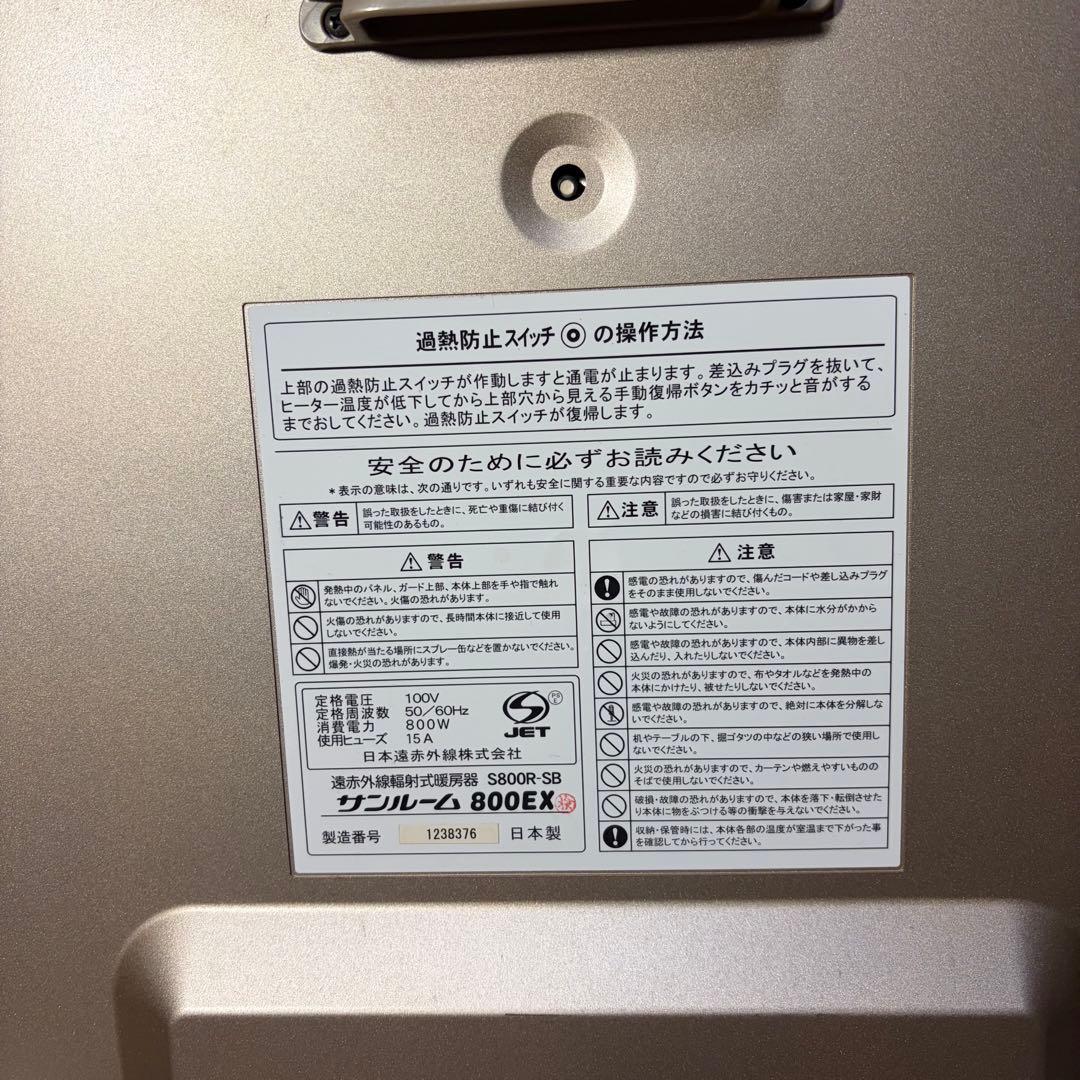 過熱防止スイッチ◎の操作方法
上部の過熱防止スイッチが作動しますと通電が止まります。差込みプラグを抜いて、
ヒーター温度が低下してから上部穴から見える手動復帰ボタンをカチッと音がする
までおしてください。過熱防止スイッチが復帰します。
安全のために必ずお読みください
*表示の意味は、次の通りです。いずれも安全に関する重要な内容ですので必ずお守りください。
⚠警告
誤った取扱をしたときに、死亡や重傷に結び付く
可能性のあるもの。
⚠注意
誤った取扱をしたときに、傷害または家屋・家財
などの損害に結び付くもの。
⚠警告
発熱中のパネル、ガード上部、本体上部を手や指で触れ
ないでください。火傷の恐れがあります。
火傷の恐れがありますので、長時間本体に接近して使用
しないでください。
直接熱が当たる場所にスプレー缶などを置かないでください。
爆発・火災の恐れがあります。
定格電圧 100V
定格周波数 50/60Hz
消費電力 800W
使用ヒューズ 15A
PS
E
JET
日本遠赤外線株式会社
遠赤外線輻射式暖房器 S800R-SB
サンルーム 800EX
製造番号 1238376 日本製
⚠注意
感電の恐れがありますので、傷んだコードや差し込みプラグ
をそのまま使用しないでください。
感電や故障の恐れがありますので、本体に水分がかから
ないようにしてください。
感電や故障の恐れがありますので、本体内部に異物を差し
込んだり、入れたりしないでください。
火災の恐れがありますので、布やタオルなどを発熱中の
本体にかけたり、被せたりしないでください。
感電や故障の恐れがありますので、絶対に本体を分解しな
いでください。
机やテーブルの下、掘ゴタツの中などの狭い場所で使用し
ないでください。
火災の恐れがありますので、カーテンや燃えやすいものの
そばで使用しないでください。
破損・故障の恐れがありますので、本体を落下・転倒させた
り本体に物をぶつける等の衝撃を与えないでください。
収納・保管時には、本体各部の温度が室温まで下がった事
を確認してから行ってください。